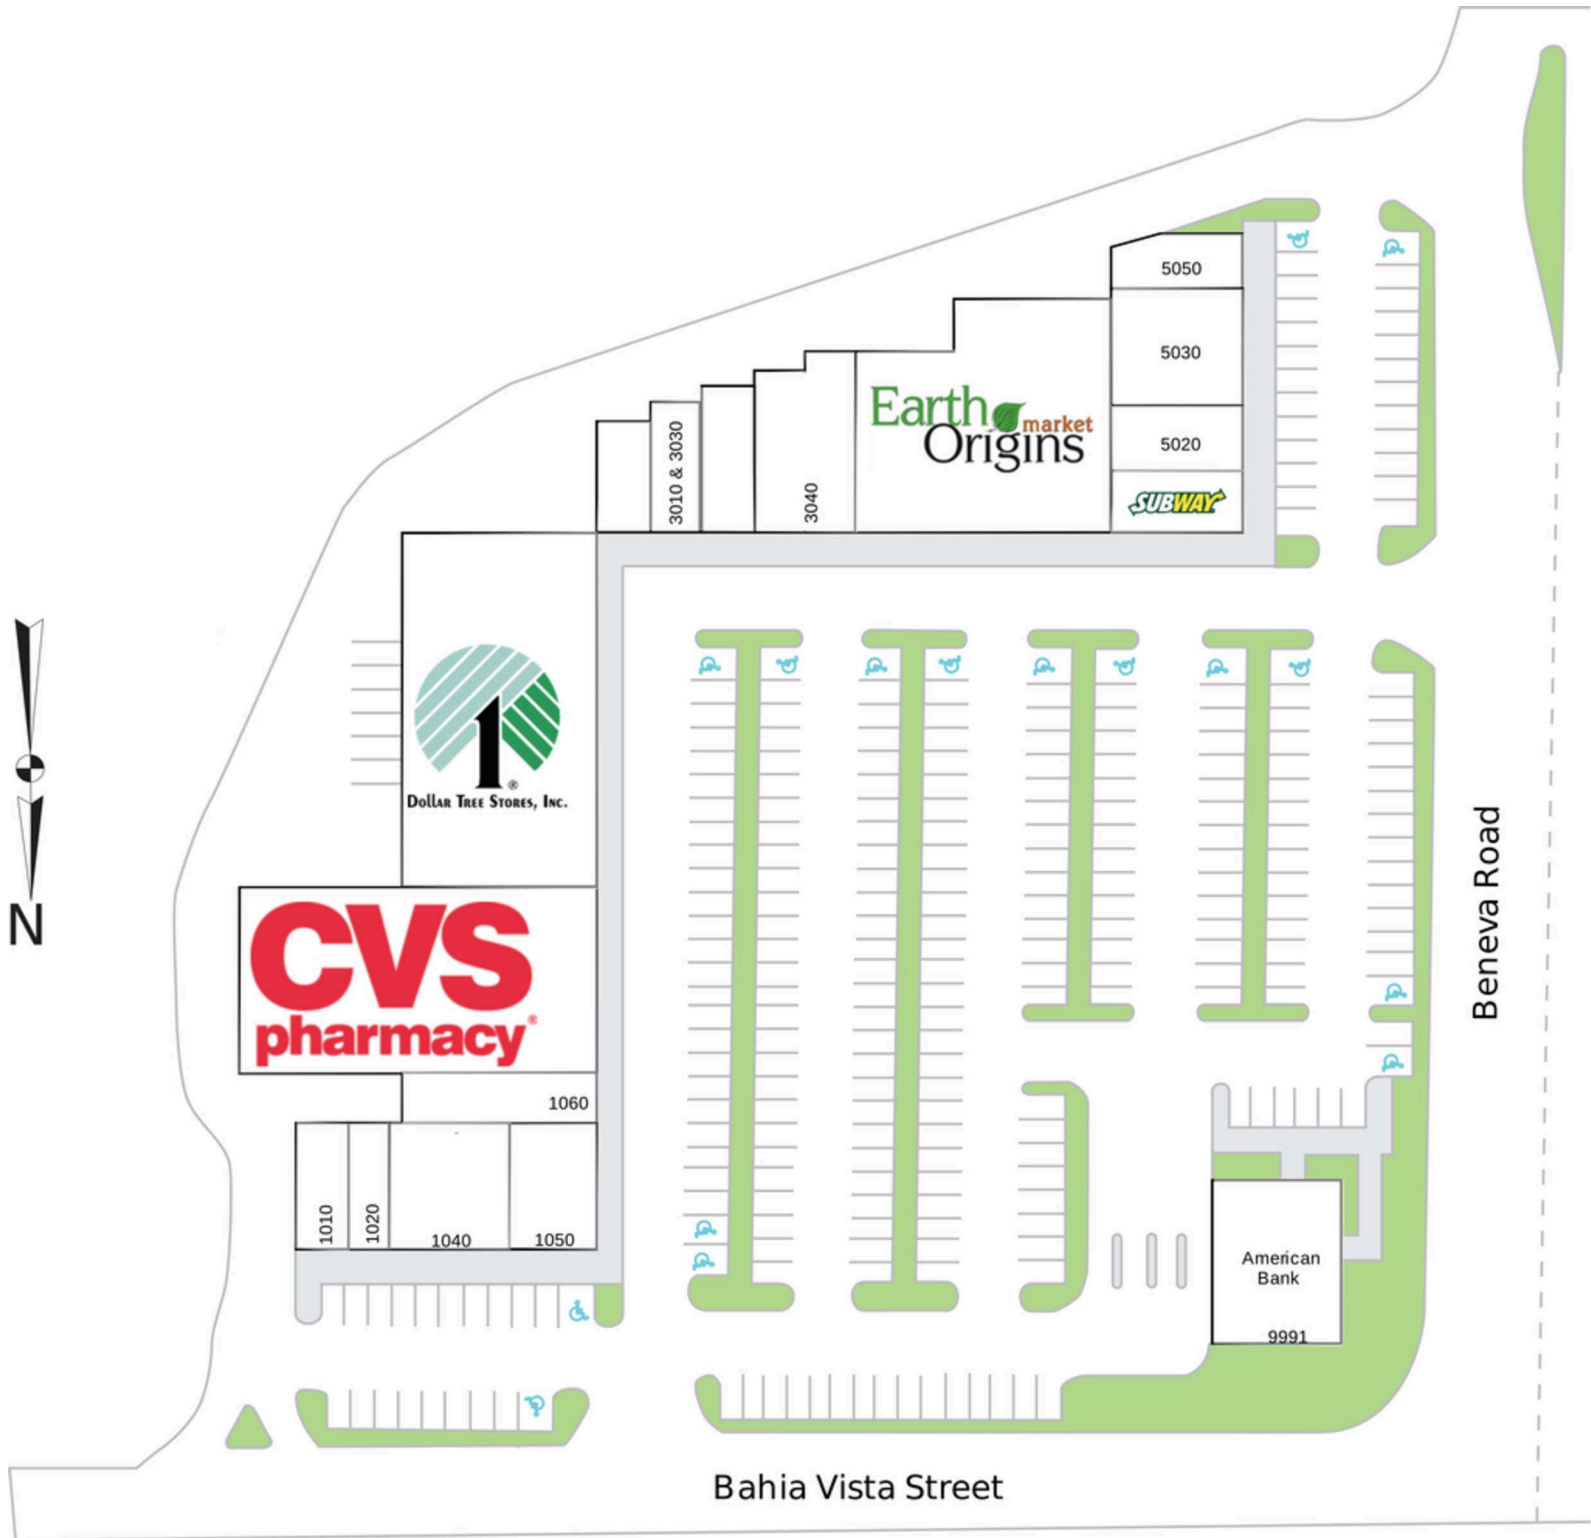 5050
5030
5020
SUBWAY
Earth
market
Origins
3010 & 3030
3040
1
®
Dollar Tree Stores, Inc.
CVS
pharmacy®
1060
1010
1020
1040
1050
N
Beneva Road
American
Bank
9991
Bahia Vista Street